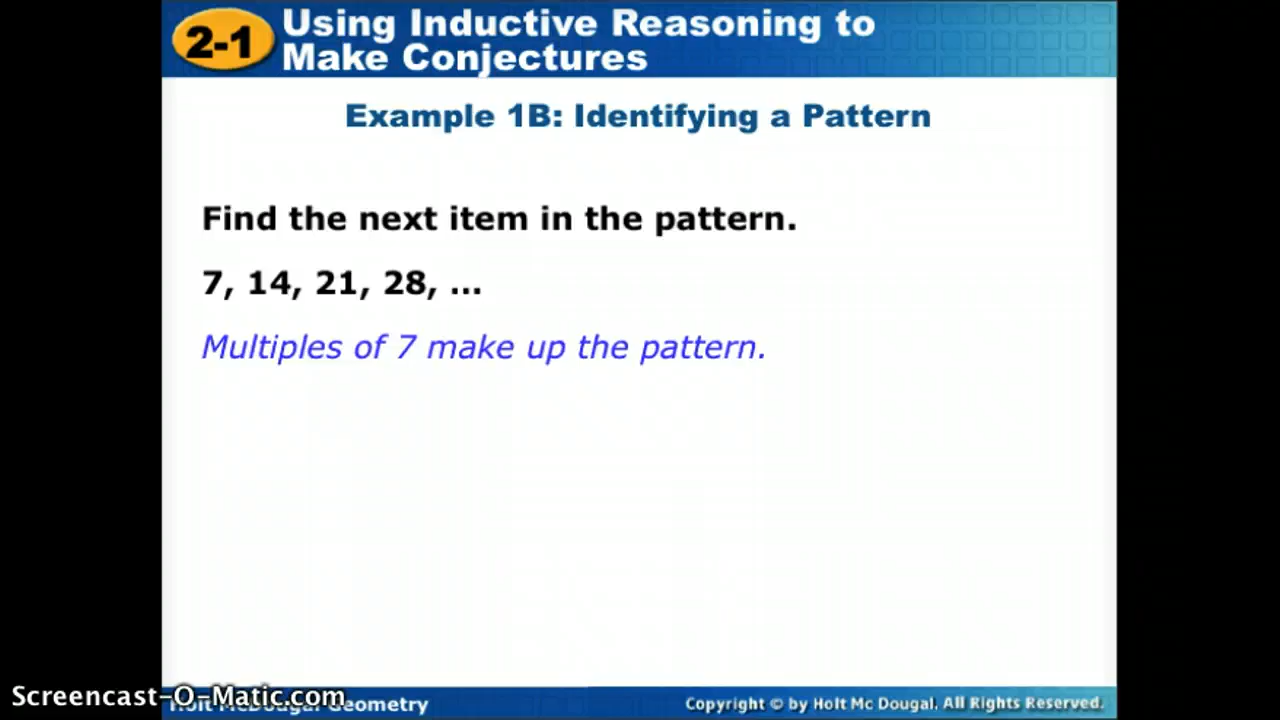 2-1
Using Inductive Reasoning to
Make Conjectures
Example 1B: Identifying a Pattern
Find the next item in the pattern.
7, 14, 21, 28, …
Multiples of 7 make up the pattern.
Screencast-O-Matic.com
Holt McDougal Geometry
Copyright © by Holt Mc Dougal. All Rights Reserved.